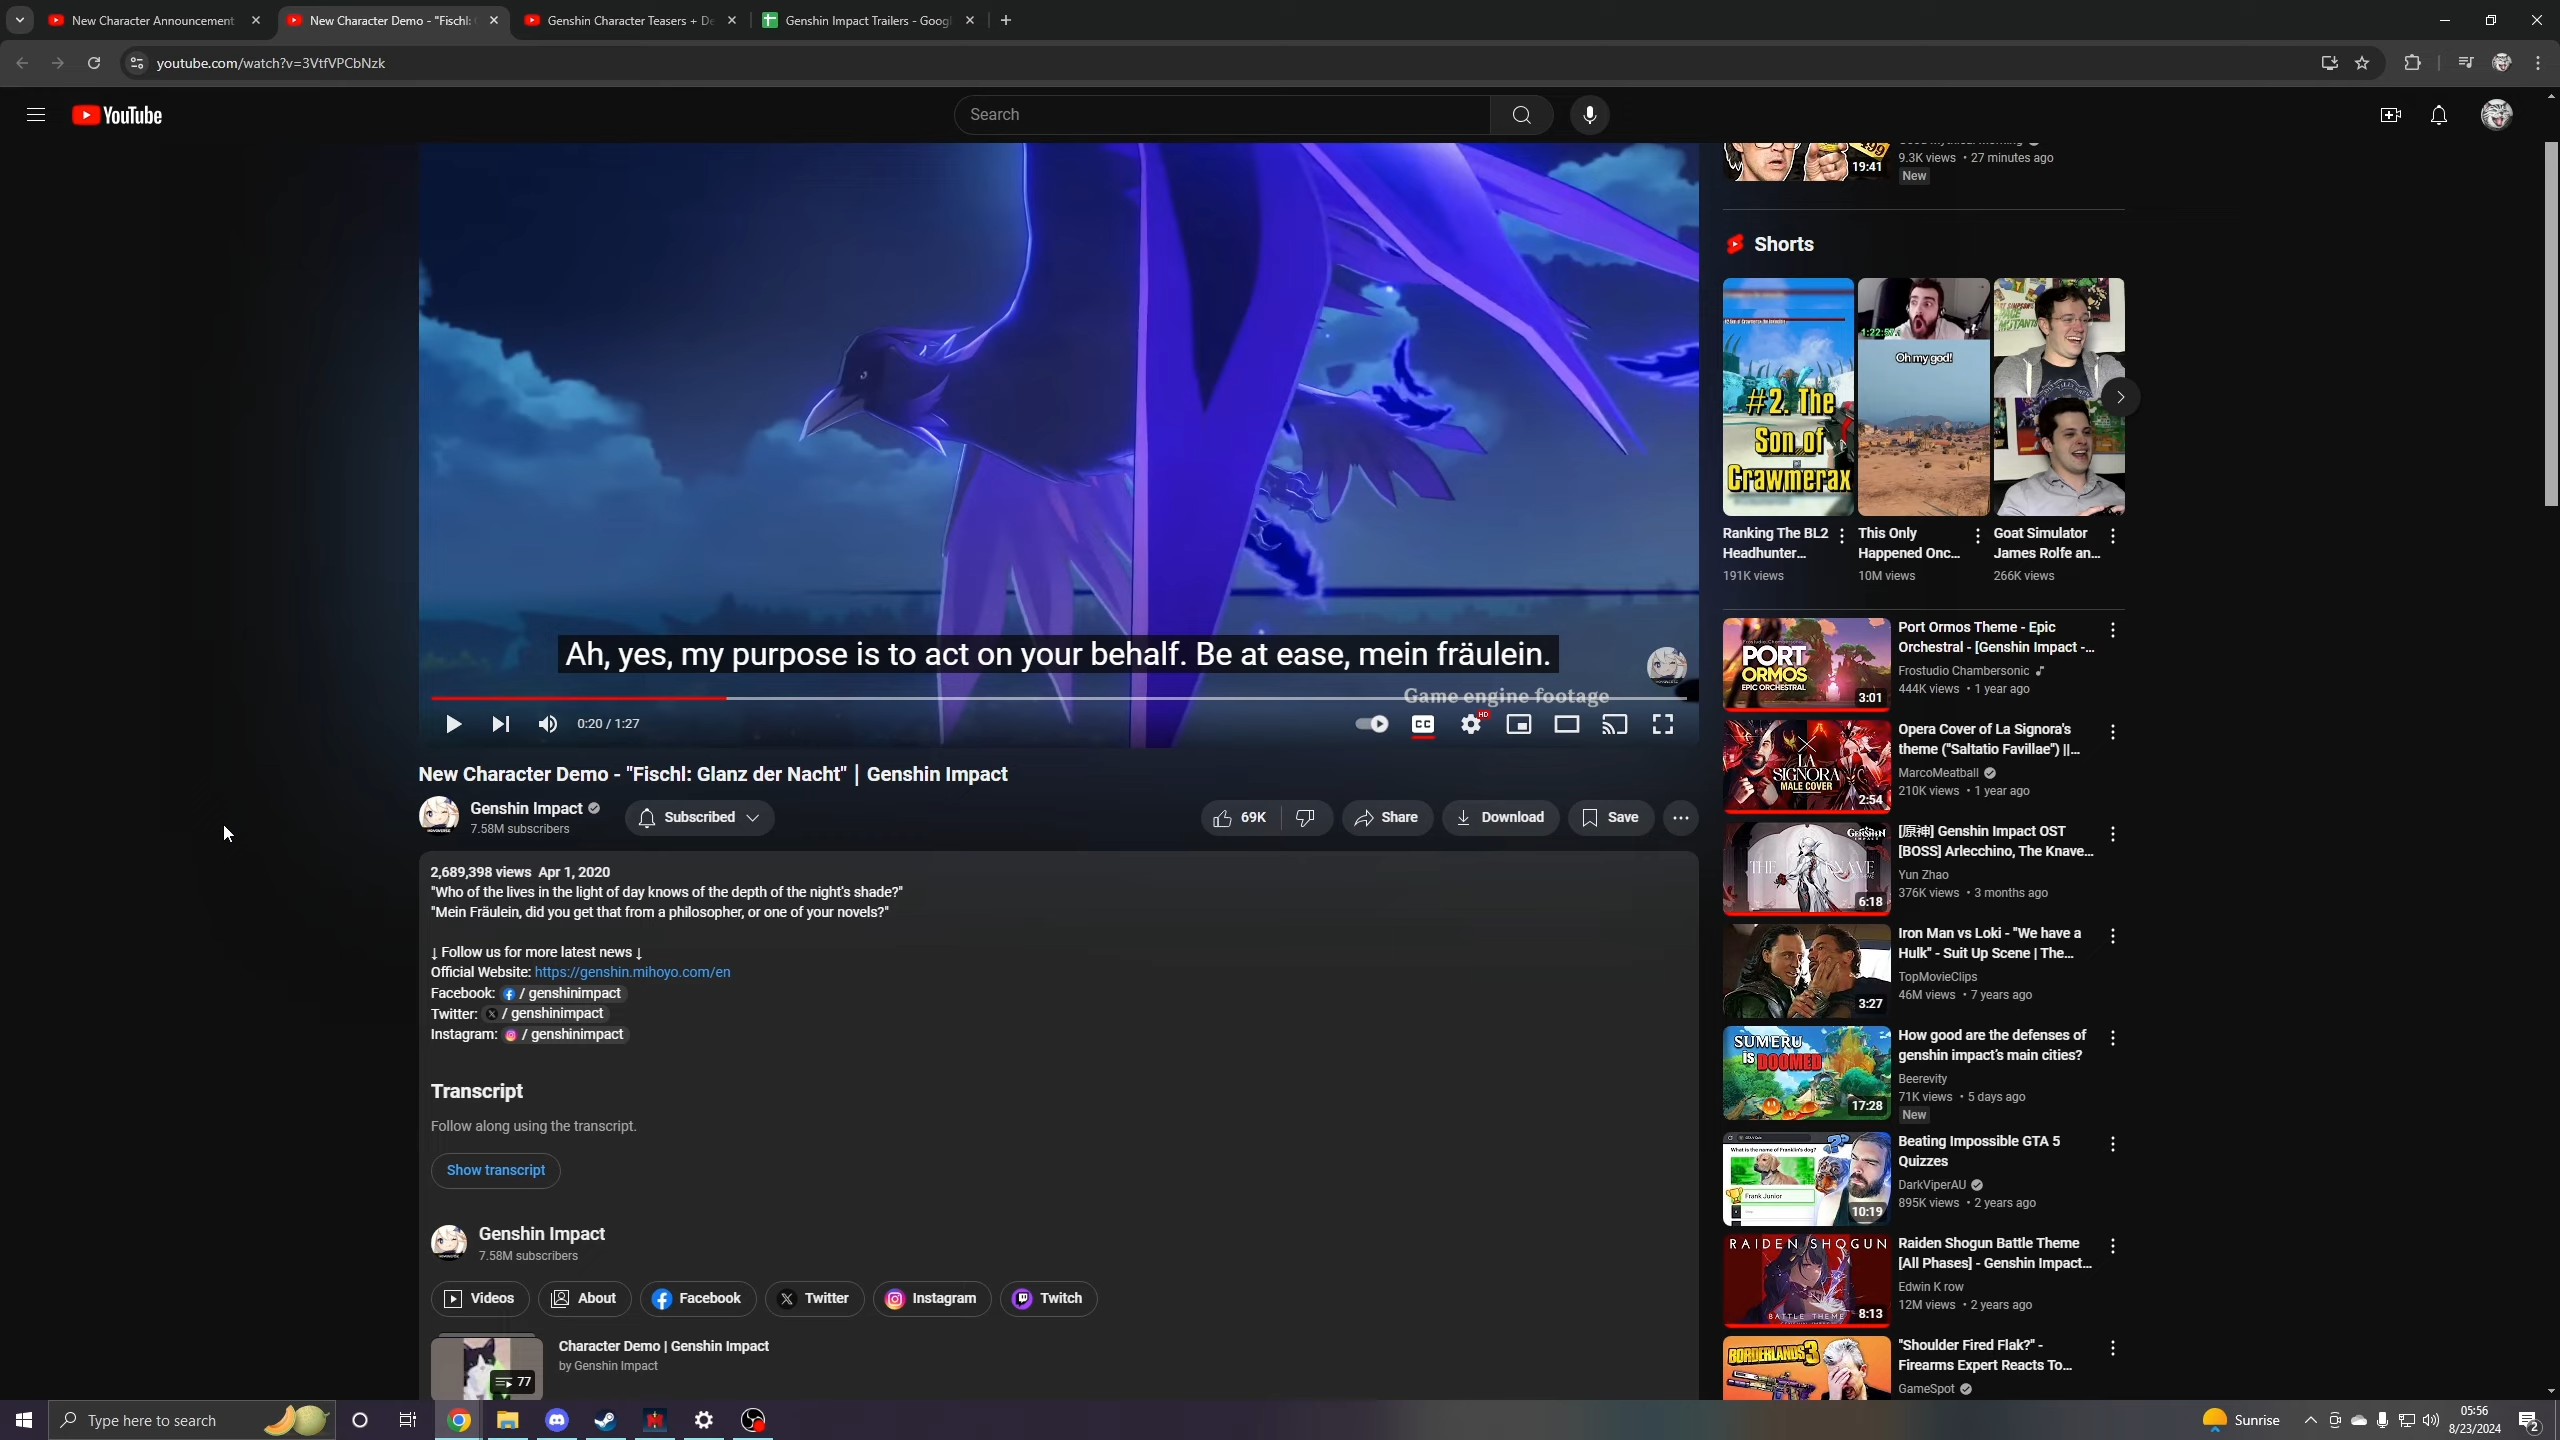 New Character Announcement
New Character Demo - "Fischl:
Genshin Character Teasers + De
Genshin Impact Trailers - Googl
youtube.com/watch?v=3VtfVPCbNzk
YouTube
Search
Ah, yes, my purpose is to act on your behalf. Be at ease, mein fräulein.
Game engine footage
0:20 / 1:27
CC
HD
New Character Demo - "Fischl: Glanz der Nacht" | Genshin Impact
Genshin Impact
7.58M subscribers
Subscribed
69K
Share
Download
Save
2,689,398 views Apr 1, 2020
"Who of the lives in the light of day knows of the depth of the night's shade?"
"Mein Fräulein, did you get that from a philosopher, or one of your novels?"
↓ Follow us for more latest news ↓
Official Website: https://genshin.mihoyo.com/en
Facebook: / genshinimpact
Twitter: / genshinimpact
Instagram: / genshinimpact
Transcript
Follow along using the transcript.
Show transcript
Genshin Impact
7.58M subscribers
Videos
About
Facebook
Twitter
Instagram
Twitch
Character Demo | Genshin Impact
by Genshin Impact
77
19:41
9.3K views • 27 minutes ago
New
Shorts
#2. The
Son of
Crawmerax
Oh my god!
Ranking The BL2
Headhunter...
191K views
This Only
Happened Onc...
10M views
Goat Simulator
James Rolfe an...
266K views
PORT
ORMOS
EPIC ORCHESTRAL
3:01
Port Ormos Theme - Epic
Orchestral - [Genshin Impact -...
Frostudio Chambersonic
444K views • 1 year ago
LA
SIGNORA
MALE COVER
2:54
Opera Cover of La Signora's
theme ("Saltatio Favillae") ||...
MarcoMeatball
210K views • 1 year ago
GENSHIN
THE KNAVE
6:18
[原神] Genshin Impact OST
[BOSS] Arlecchino, The Knave...
Yun Zhao
376K views • 3 months ago
3:27
Iron Man vs Loki - "We have a
Hulk" - Suit Up Scene | The...
TopMovieClips
46M views • 7 years ago
SUMERU
IS DOOMED
17:28
How good are the defenses of
genshin impact's main cities?
Beerevity
71K views • 5 days ago
New
What is the name of Franklin's dog?
Frank Junior
10:19
Beating Impossible GTA 5
Quizzes
DarkViperAU
895K views • 2 years ago
RAIDEN SHOGUN
BATTLE THEME
8:13
Raiden Shogun Battle Theme
[All Phases] - Genshin Impact...
Edwin K row
12M views • 2 years ago
BORDERLANDS 3
"Shoulder Fired Flak?" -
Firearms Expert Reacts To...
GameSpot
Type here to search
Sunrise
05:56
8/23/2024
2